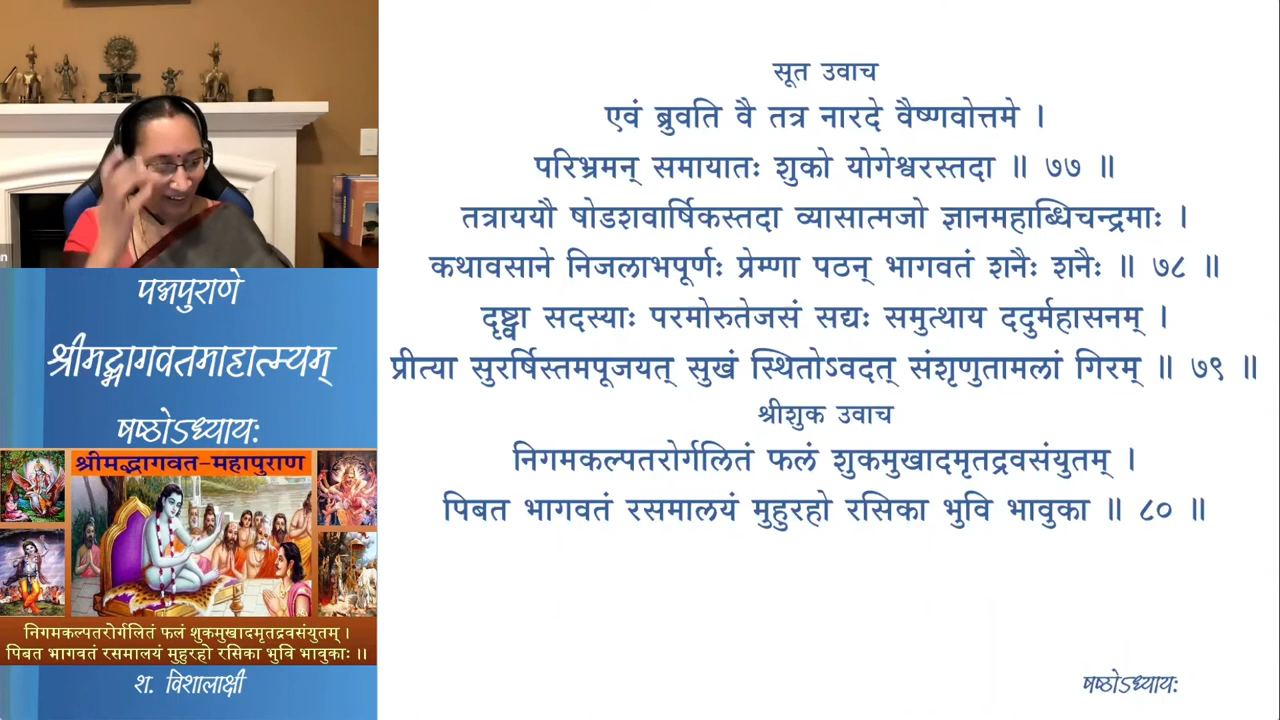 सूत उवाच
एवं ब्रुवति वै तत्र नारदे वैष्णवोत्तमे ।
परिभ्रमन् समायातः शुको योगेश्वरस्तदा ॥ ७७ ॥
तत्राययौ षोडशवार्षिकस्तदा व्यासात्मजो ज्ञानमहाब्धिचन्द्रमाः ।
कथावसाने निजलाभपूर्णः प्रेम्णा पठन् भागवतं शनैः शनैः ॥ ७८ ॥
दृष्ट्वा सदस्याः परमोरुतेजसं सद्यः समुत्थाय ददुर्महासनम् ।
प्रीत्या सुरर्षिस्तमपूजयत् सुखं स्थितोऽवदत् संशृणुतामलां गिरम् ॥ ७९ ॥
श्रीशुक उवाच
निगमकल्पतरोर्गलितं फलं शुकमुखादमृतद्रवसंयुतम् ।
पिबत भागवतं रसमालयं मुहुरहो रसिका भुवि भावुका ॥ ८० ॥
षष्ठोऽध्यायः
पद्मपुराणे
श्रीमद्भागवतमाहात्म्यम्
षष्ठोऽध्यायः
श्रीमद्भागवत-महापुराण
निगमकल्पतरोर्गलितं फलं शुकमुखादमृतद्रवसंयुतम् ।
पिबत भागवतं रसमालयं मुहुरहो रसिका भुवि भावुकाः ।।
श. विशालाक्षी